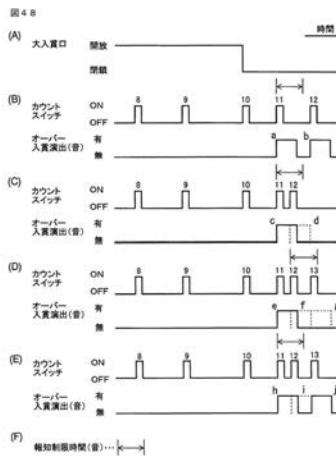 図48
時間
(A) 大入賞口 開放
閉鎖
(B) カウント スイッチ ON OFF 8 9 10 11 12
オーバー 入賞演出(音) 有 無 a b
(C) カウント スイッチ ON OFF 11 12
オーバー 入賞演出(音) 有 無 c d
(D) カウント スイッチ ON OFF 8 9 10 11 12 13
オーバー 入賞演出(音) 有 無 e f
(E) カウント スイッチ ON OFF 8 9 10 11 12 13
オーバー 入賞演出(音) 有 無 h i j
(F) 報知制限時間(音)…